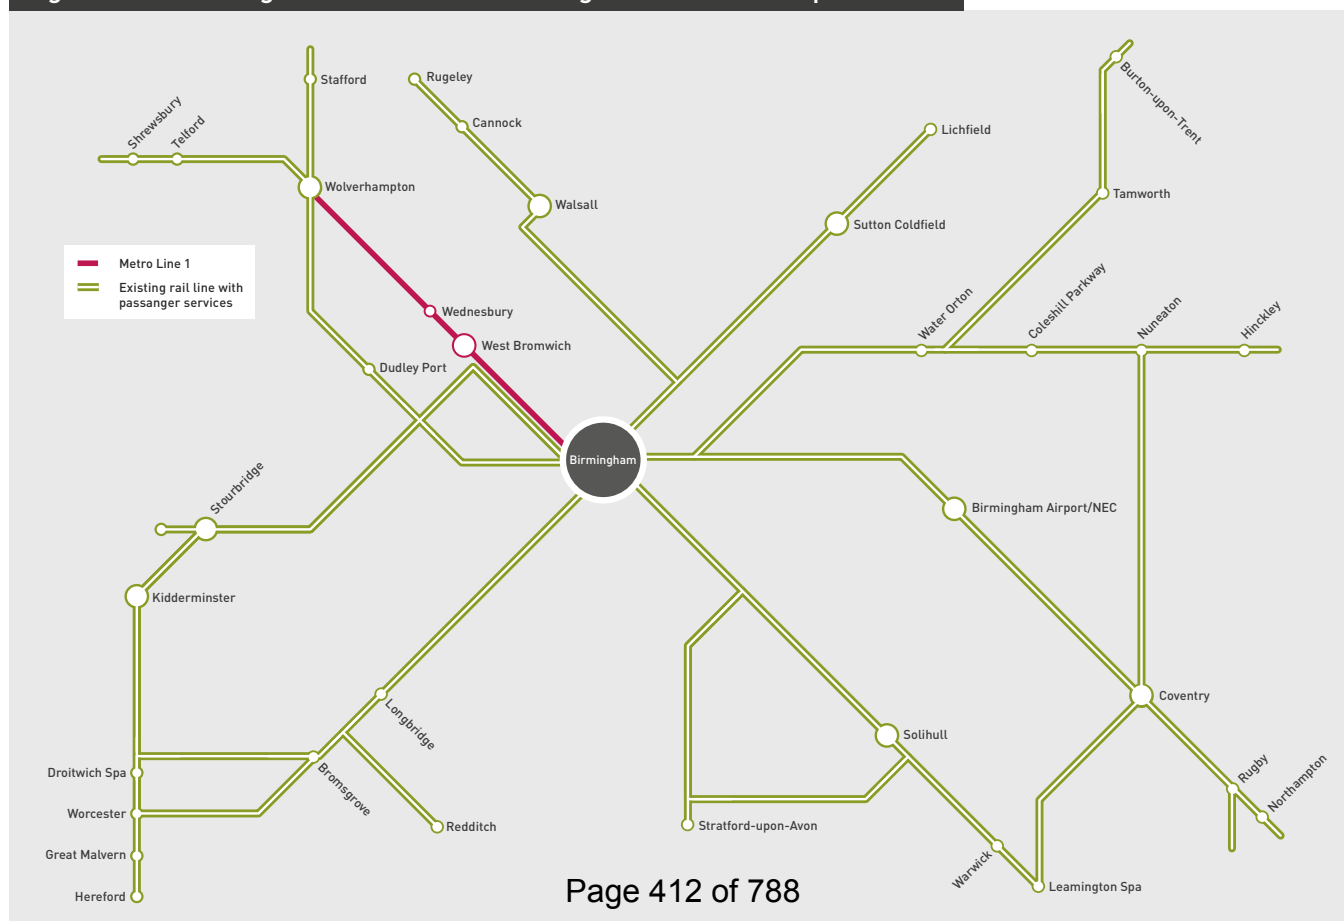 Stafford
Rugeley
Cannock
Shrewsbury
Telford
Wolverhampton
Walsall
Lichfield
Sutton Coldfield
Burton-upon-Trent
Tamworth
Metro Line 1
Existing rail line with
passanger services
Wednesbury
West Bromwich
Dudley Port
Water Orton
Coleshill Parkway
Nuneaton
Hinckley
Birmingham
Stourbridge
Birmingham Airport/NEC
Kidderminster
Longbridge
Coventry
Solihull
Droitwich Spa
Bromsgrove
Rugby
Northampton
Worcester
Redditch
Stratford-upon-Avon
Great Malvern
Warwick
Hereford
Leamington Spa
Page 412 of 788